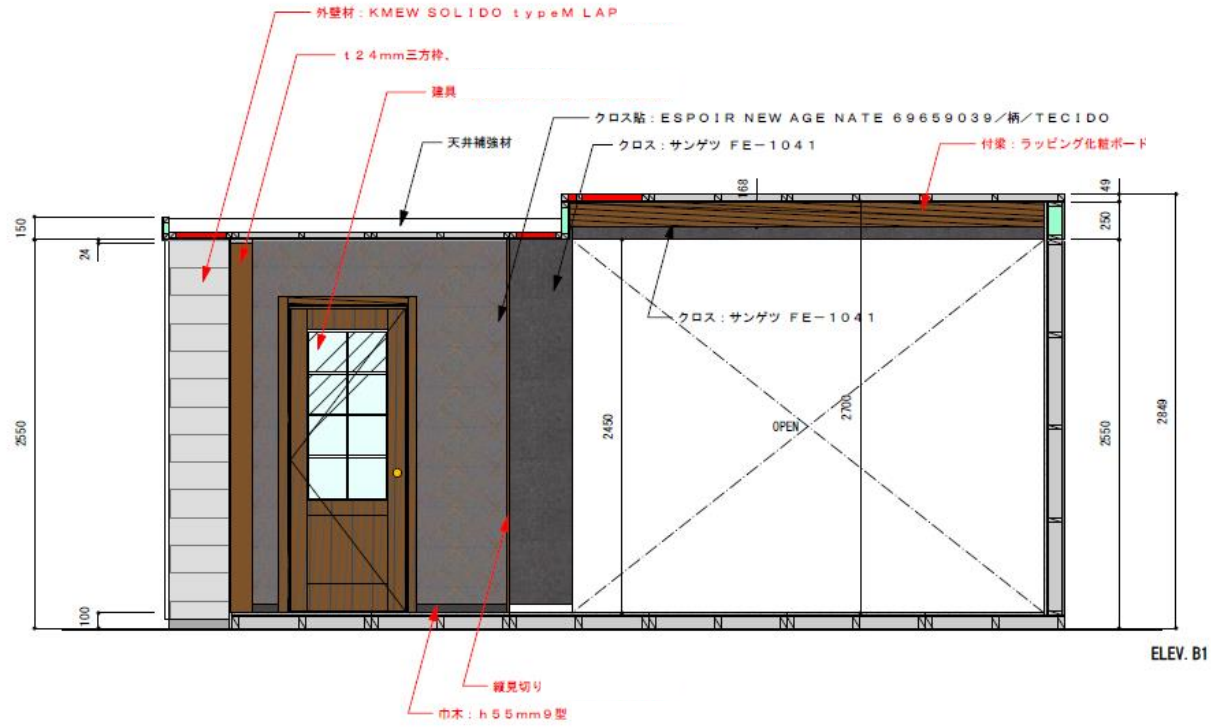 外壁材：KMEW SOLIDO typeM LAP
t24mm三方枠、
建具
クロス貼：ESPOIR NEW AGE NATE 69659039／柄／TECIDO
天井補強材
クロス：サンゲツ FE－1041
付梁：ラッピング化粧ボード
168
49
150
250
24
クロス：サンゲツ FE－1041
2550
2450
OPEN
2700
2550
2849
100
ELEV. B1
縦見切り
巾木：h55mm9型